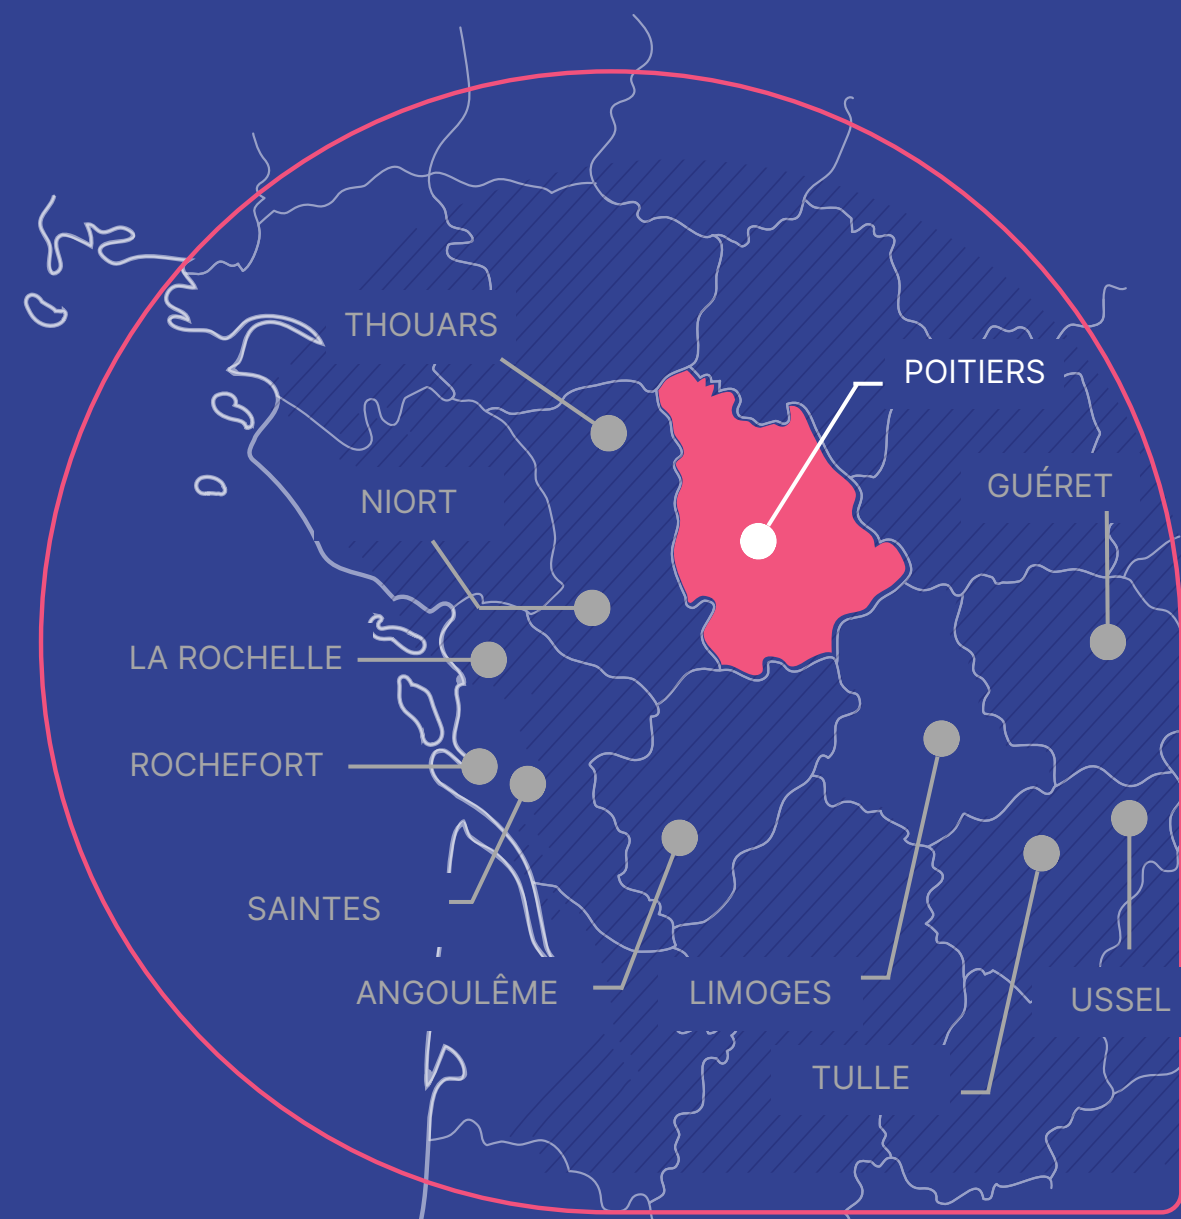 THOUARS
POITIERS
GUÉRET
NIORT
LA ROCHELLE
ROCHEFORT
SAINTES
ANGOULÊME
LIMOGES
USSEL
TULLE